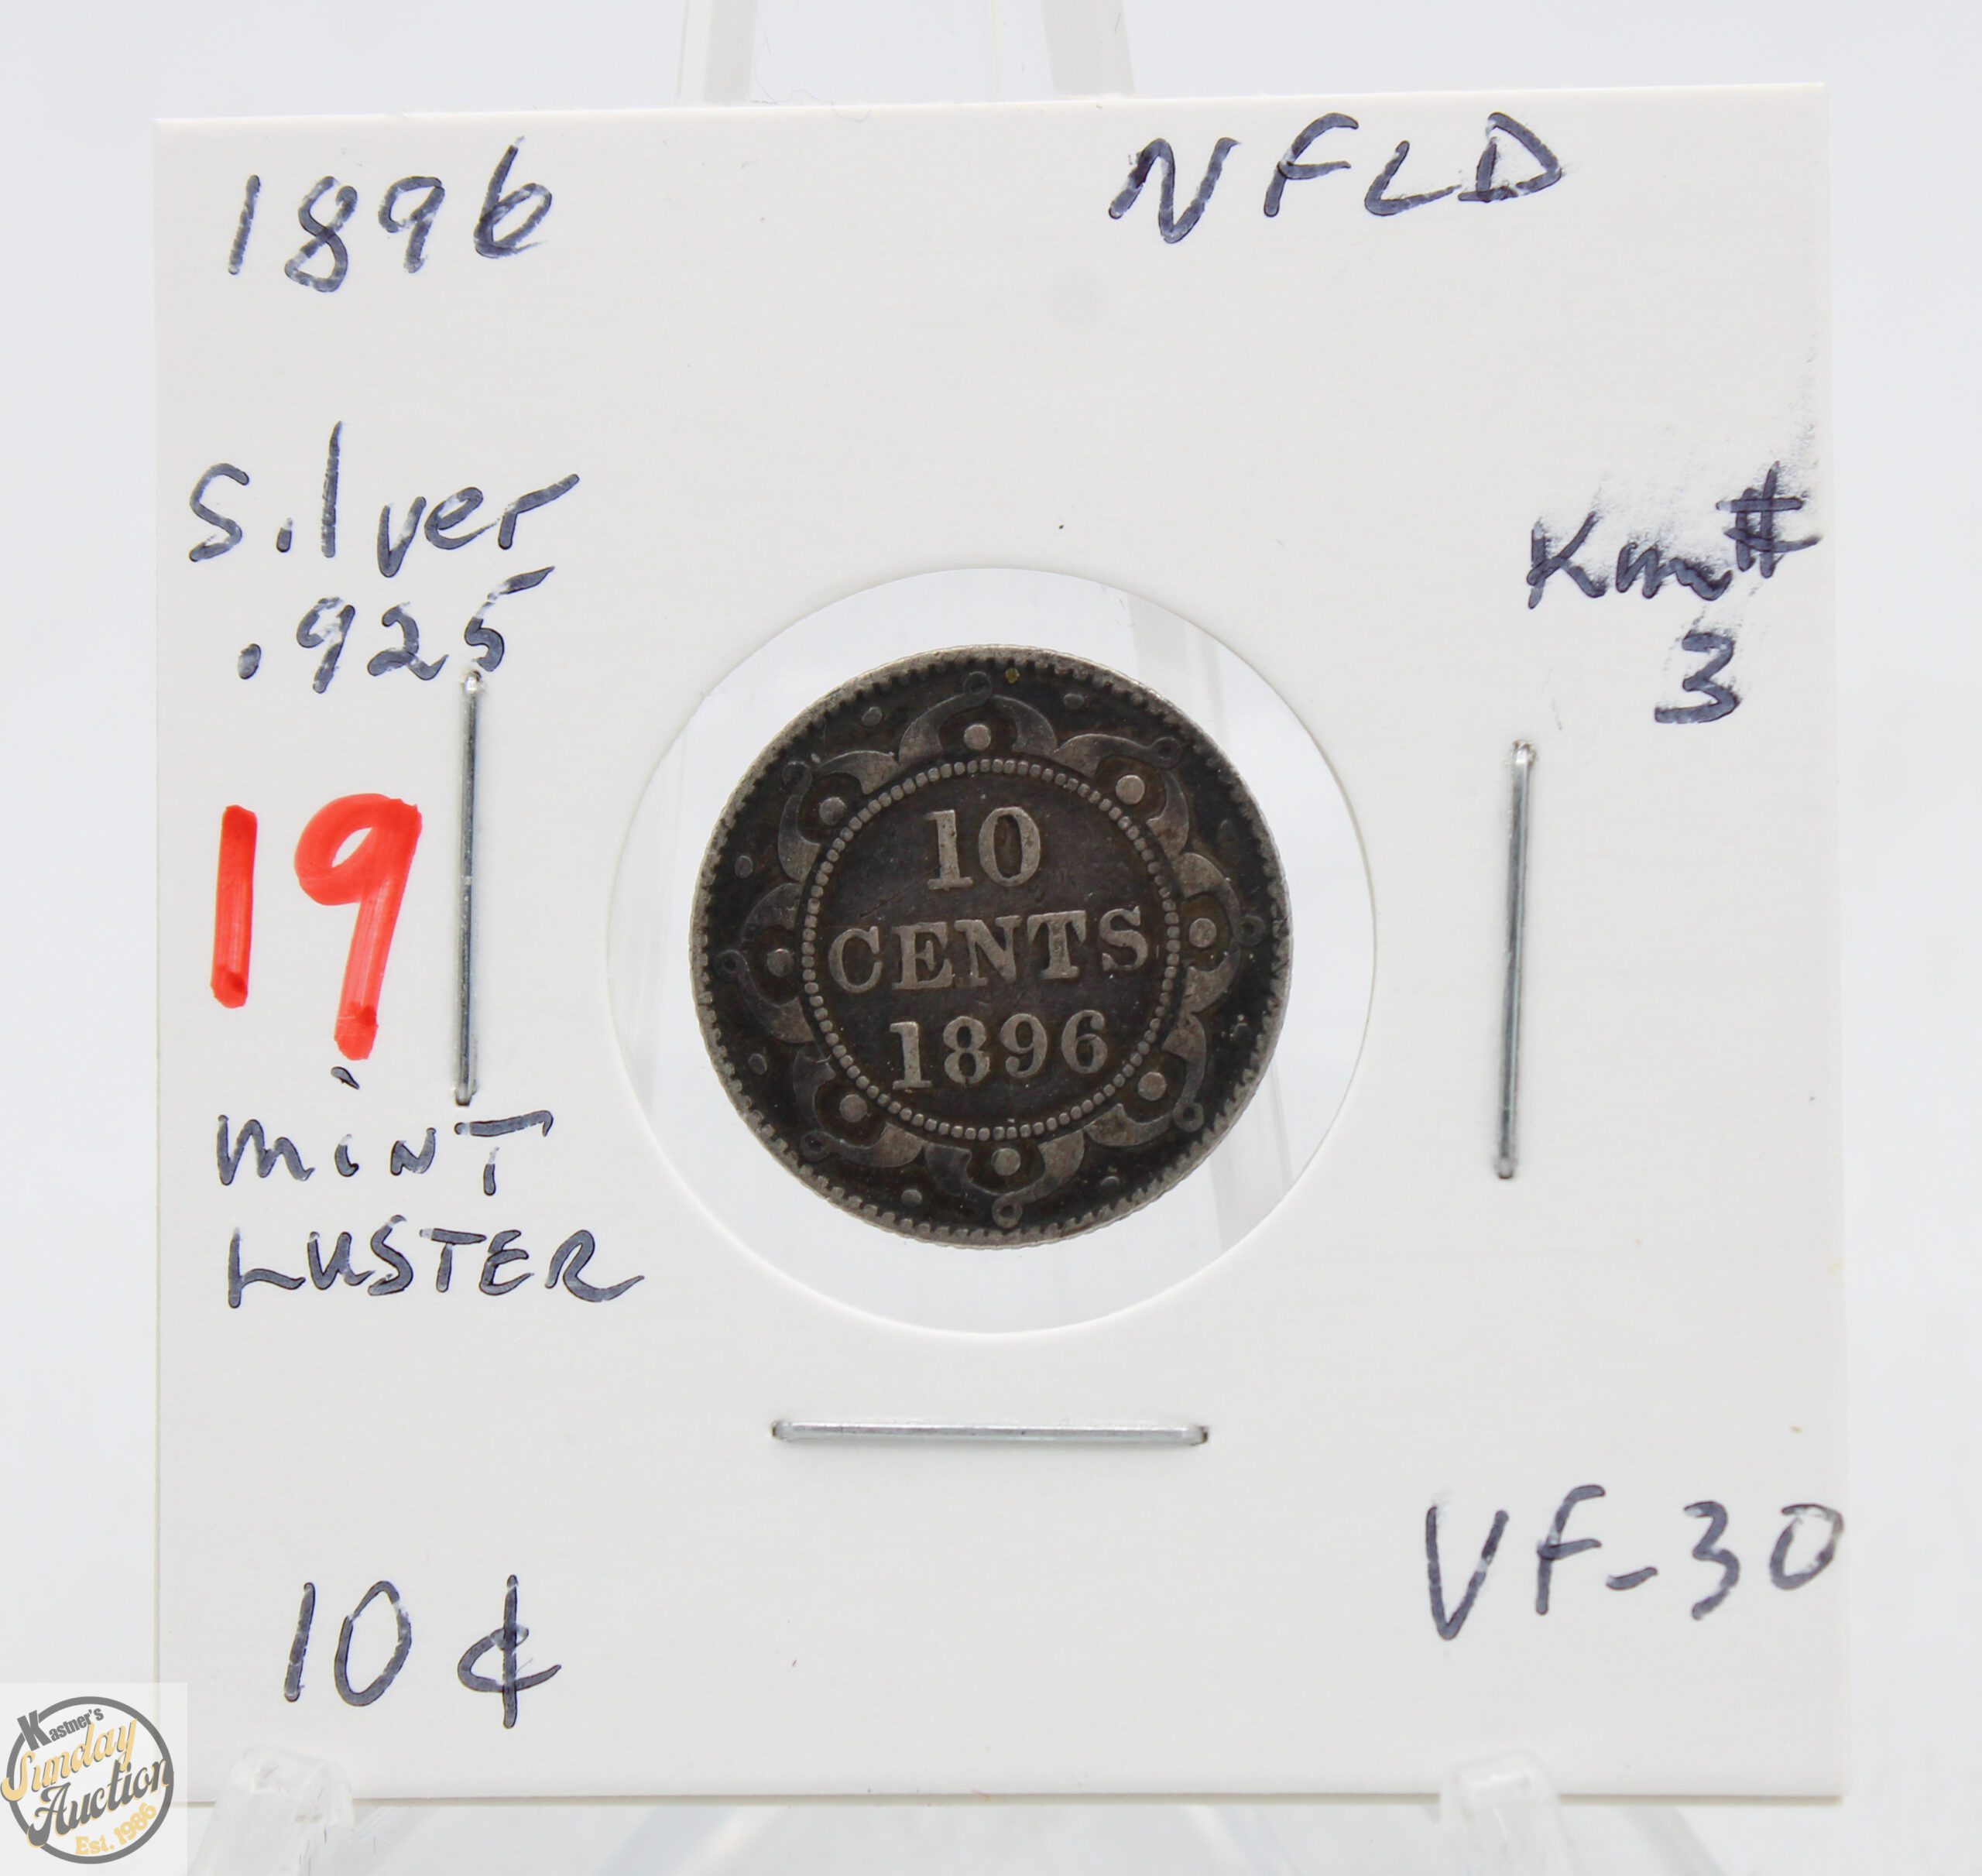 1896
NFLD
Silver
.925
Km#
3
19
10
CENTS
1896
MINT
LUSTER
VF-30
10¢
Kastner's
Sunday
Auction
Est. 1986